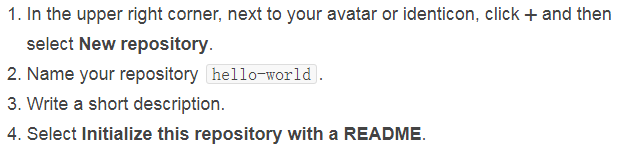 1. In the upper right corner, next to your avatar or identicon, click + and then
select New repository.
2. Name your repository hello-world.
3. Write a short description.
4. Select Initialize this repository with a README.